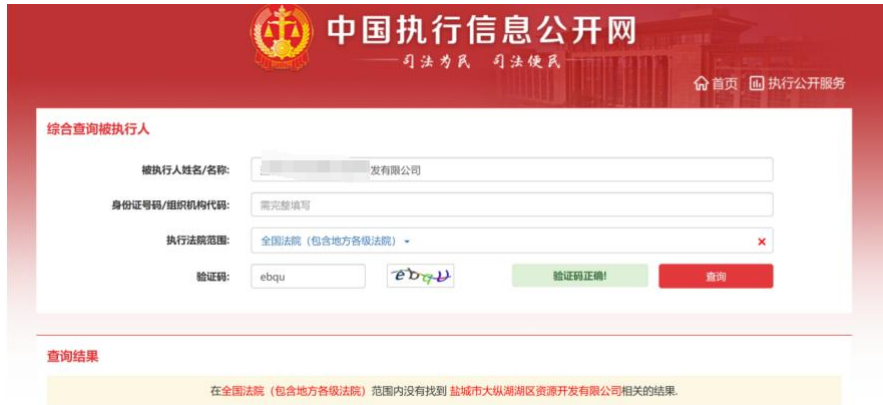 中国执行信息公开网
司法为民 司法便民
首页 执行公开服务
综合查询被执行人
被执行人姓名/名称: 发有限公司
身份证号码/组织机构代码: 需完整填写
执行法院范围: 全国法院（包含地方各级法院）
验证码: ebqu ebqu 验证码正确! 查询
查询结果
在全国法院（包含地方各级法院）范围内没有找到 盐城市大纵湖湖区资源开发有限公司相关的结果.